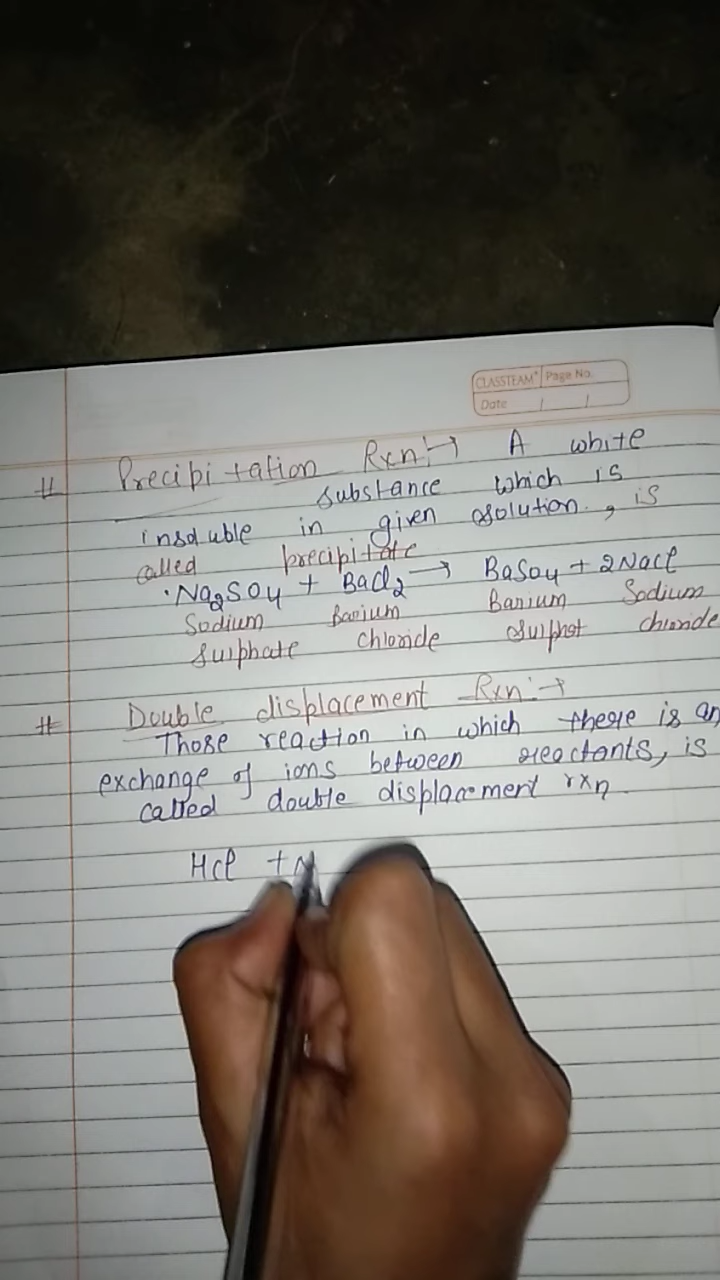 CLASSTEAM Page No.
Date / /
# Precipitation Rxn:→ A white
substance which is
insoluble in given solution, is
called precipitate
Na2SO4 + BaCl2 → BaSO4 + 2NaCl
Sodium Barium Barium Sodium
Sulphate Chloride Sulphat chloride
# Double displacement Rxn:→
Those reaction in which there is an
exchange of ions between reactants, is
called double displacement rxn.
HCl + N